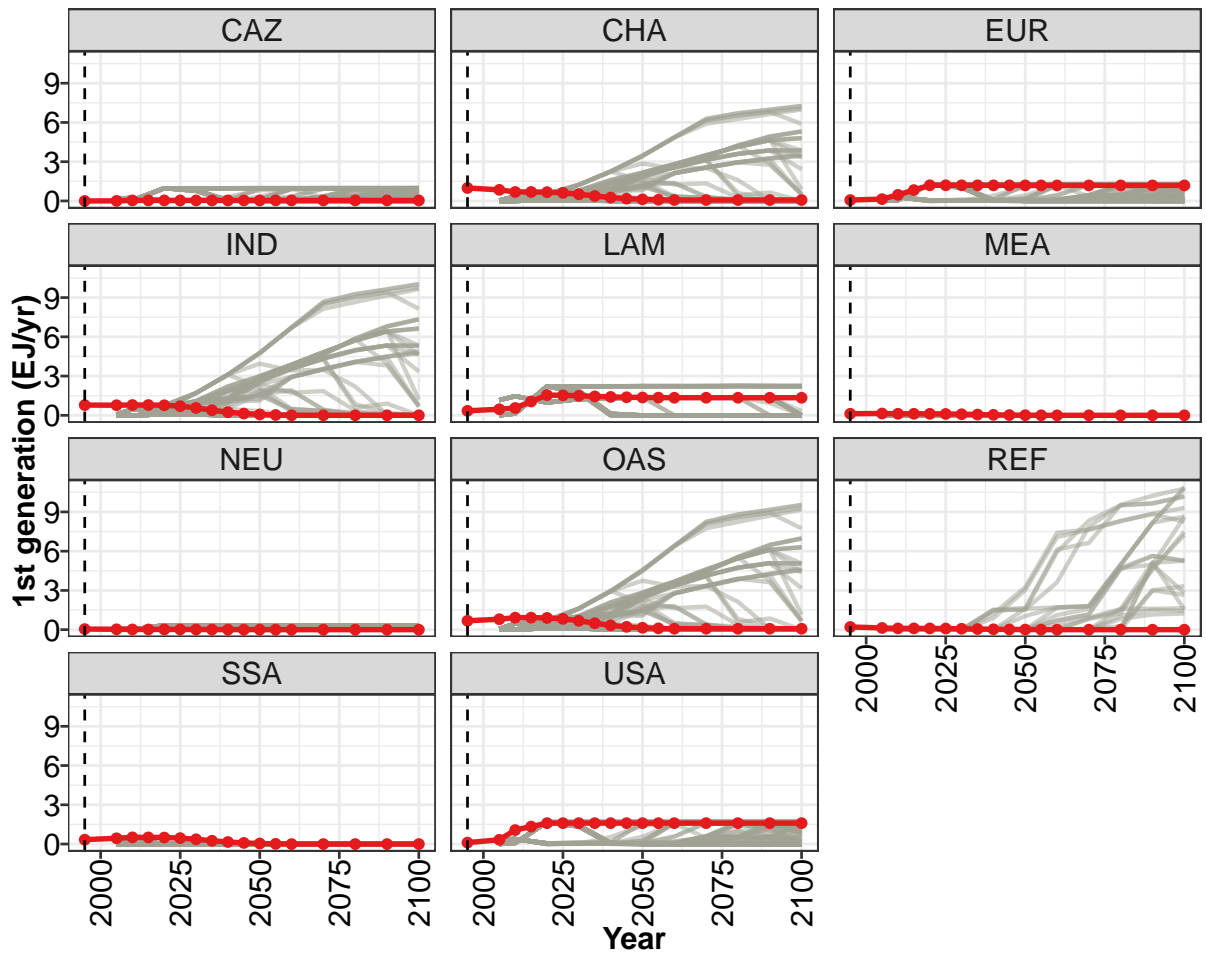 CAZ CHA EUR
9
6
3
0
IND LAM MEA
9
6
3
0
1st generation (EJ/yr)
NEU OAS REF
9
6
3
0
SSA USA
2000 2025 2050 2075 2100
9
6
3
0
2000 2025 2050 2075 2100 2000 2025 2050 2075 2100
Year